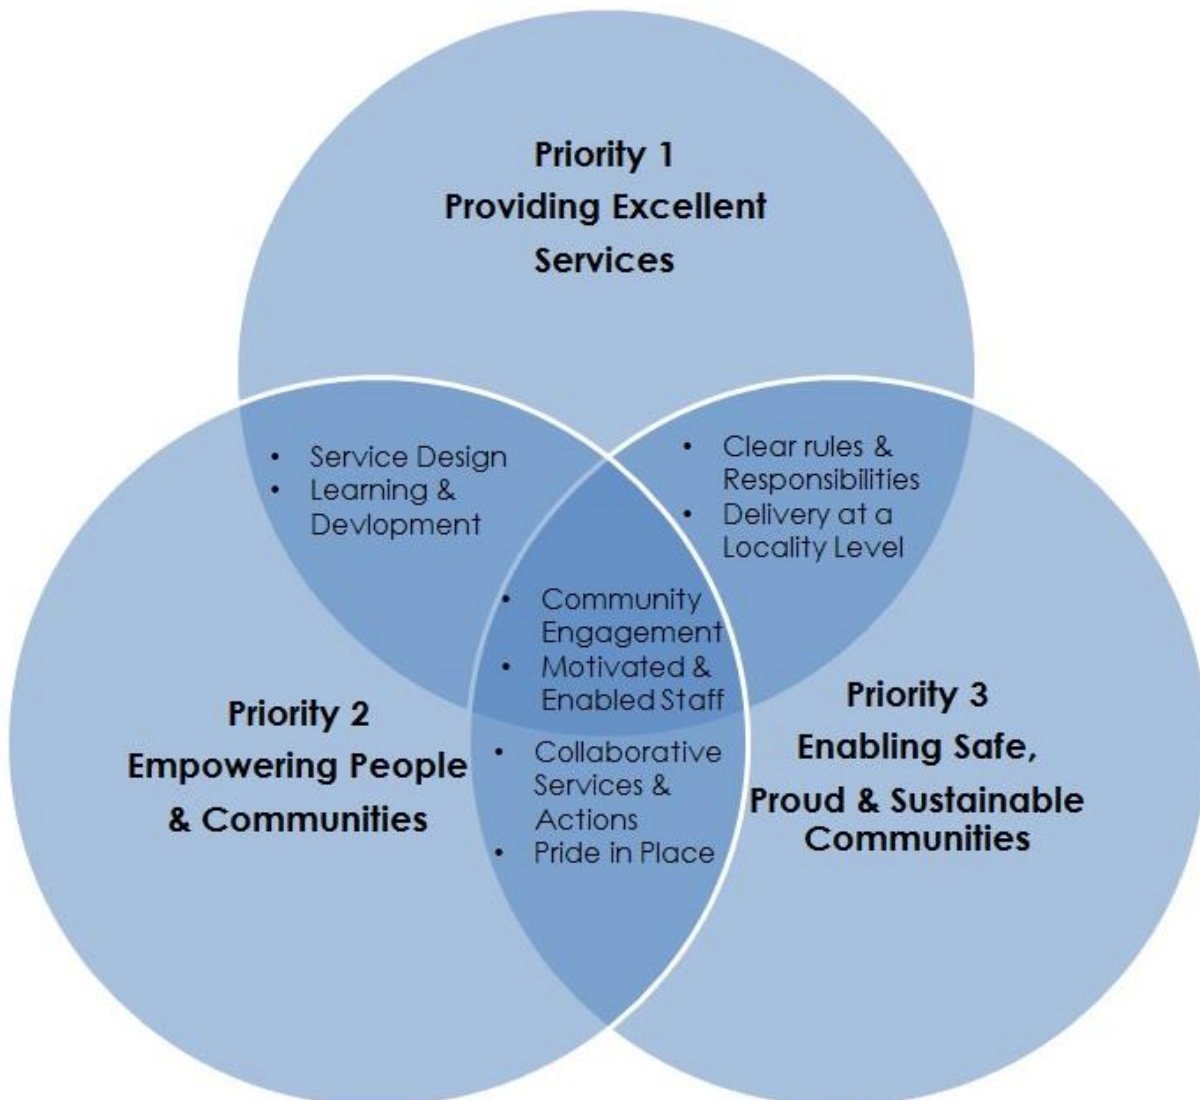 Priority 1
Providing Excellent
Services
• Service Design
• Learning &
Devlopment
• Clear rules &
Responsibilities
• Delivery at a
Locality Level
• Community
Engagement
• Motivated &
Enabled Staff
Priority 2
Empowering People
& Communities
• Collaborative
Services &
Actions
• Pride in Place
Priority 3
Enabling Safe,
Proud & Sustainable
Communities